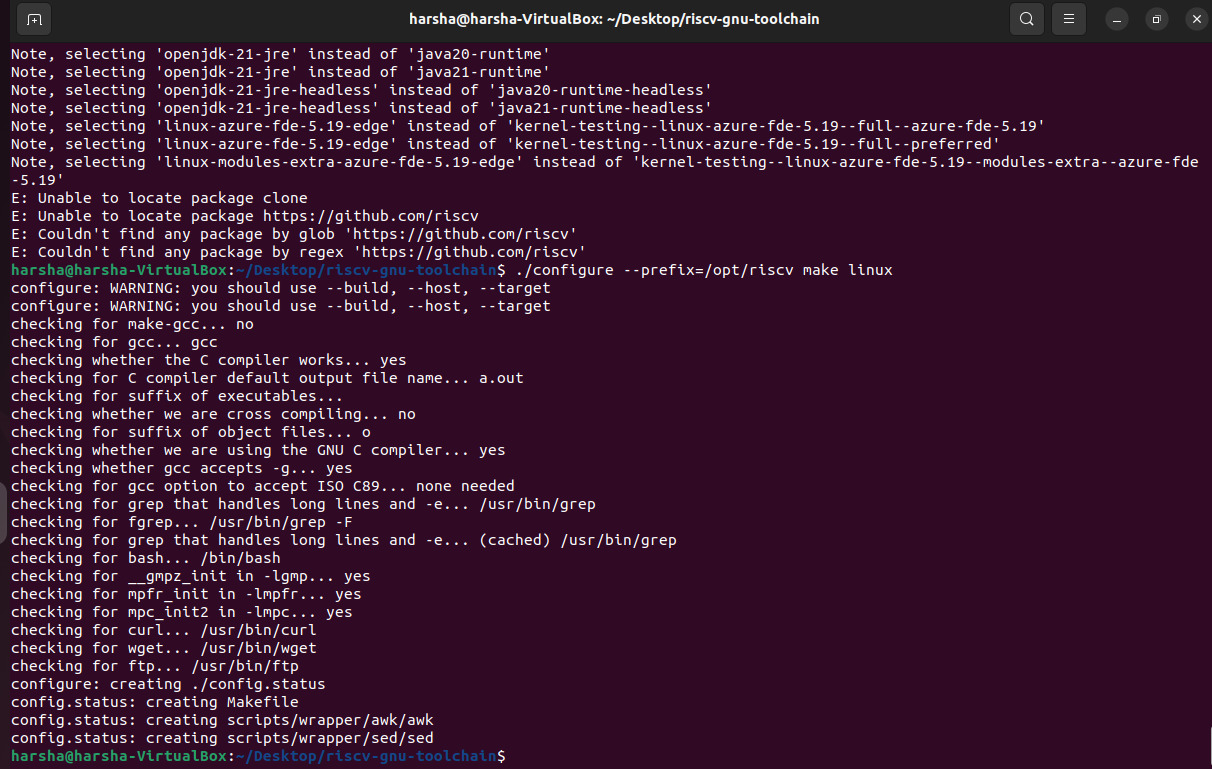 harsha@harsha-VirtualBox: ~/Desktop/riscv-gnu-toolchain
Note, selecting 'openjdk-21-jre' instead of 'java20-runtime'
Note, selecting 'openjdk-21-jre' instead of 'java21-runtime'
Note, selecting 'openjdk-21-jre-headless' instead of 'java20-runtime-headless'
Note, selecting 'openjdk-21-jre-headless' instead of 'java21-runtime-headless'
Note, selecting 'linux-azure-fde-5.19-edge' instead of 'kernel-testing--linux-azure-fde-5.19--full--azure-fde-5.19'
Note, selecting 'linux-azure-fde-5.19-edge' instead of 'kernel-testing--linux-azure-fde-5.19--full--preferred'
Note, selecting 'linux-modules-extra-azure-fde-5.19-edge' instead of 'kernel-testing--linux-azure-fde-5.19--modules-extra--azure-fde
-5.19'
E: Unable to locate package clone
E: Unable to locate package https://github.com/riscv
E: Couldn't find any package by glob 'https://github.com/riscv'
E: Couldn't find any package by regex 'https://github.com/riscv'
harsha@harsha-VirtualBox:~/Desktop/riscv-gnu-toolchain$ ./configure --prefix=/opt/riscv make linux
configure: WARNING: you should use --build, --host, --target
configure: WARNING: you should use --build, --host, --target
checking for make-gcc... no
checking for gcc... gcc
checking whether the C compiler works... yes
checking for C compiler default output file name... a.out
checking for suffix of executables...
checking whether we are cross compiling... no
checking for suffix of object files... o
checking whether we are using the GNU C compiler... yes
checking whether gcc accepts -g... yes
checking for gcc option to accept ISO C89... none needed
checking for grep that handles long lines and -e... /usr/bin/grep
checking for fgrep... /usr/bin/grep -F
checking for grep that handles long lines and -e... (cached) /usr/bin/grep
checking for bash... /bin/bash
checking for __gmpz_init in -lgmp... yes
checking for mpfr_init in -lmpfr... yes
checking for mpc_init2 in -lmpc... yes
checking for curl... /usr/bin/curl
checking for wget... /usr/bin/wget
checking for ftp... /usr/bin/ftp
configure: creating ./config.status
config.status: creating Makefile
config.status: creating scripts/wrapper/awk/awk
config.status: creating scripts/wrapper/sed/sed
harsha@harsha-VirtualBox:~/Desktop/riscv-gnu-toolchain$